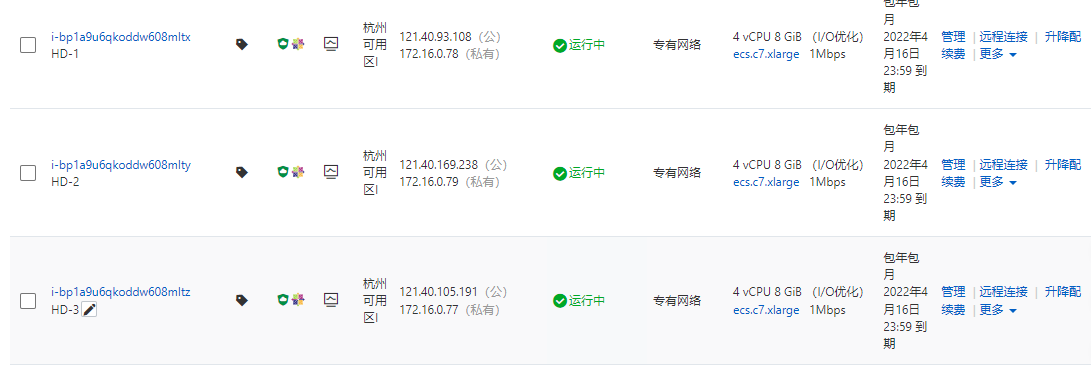 包年包
i-bp1a9u6qkoddw608mltx
HD-1
杭州
可用
区I
121.40.93.108 (公)
172.16.0.78 (私有)
运行中
专有网络
4 vCPU 8 GiB (I/O优化)
ecs.c7.xlarge 1Mbps
月
2022年4
月16日
23:59 到
期
管理 | 远程连接 | 升降配
续费 | 更多
i-bp1a9u6qkoddw608mlty
HD-2
杭州
可用
区I
121.40.169.238 (公)
172.16.0.79 (私有)
运行中
专有网络
4 vCPU 8 GiB (I/O优化)
ecs.c7.xlarge 1Mbps
包年包
月
2022年4
月16日
23:59 到
期
管理 | 远程连接 | 升降配
续费 | 更多
i-bp1a9u6qkoddw608mltz
HD-3
杭州
可用
区I
121.40.105.191 (公)
172.16.0.77 (私有)
运行中
专有网络
4 vCPU 8 GiB (I/O优化)
ecs.c7.xlarge 1Mbps
包年包
月
2022年4
月16日
23:59 到
期
管理 | 远程连接 | 升降配
续费 | 更多